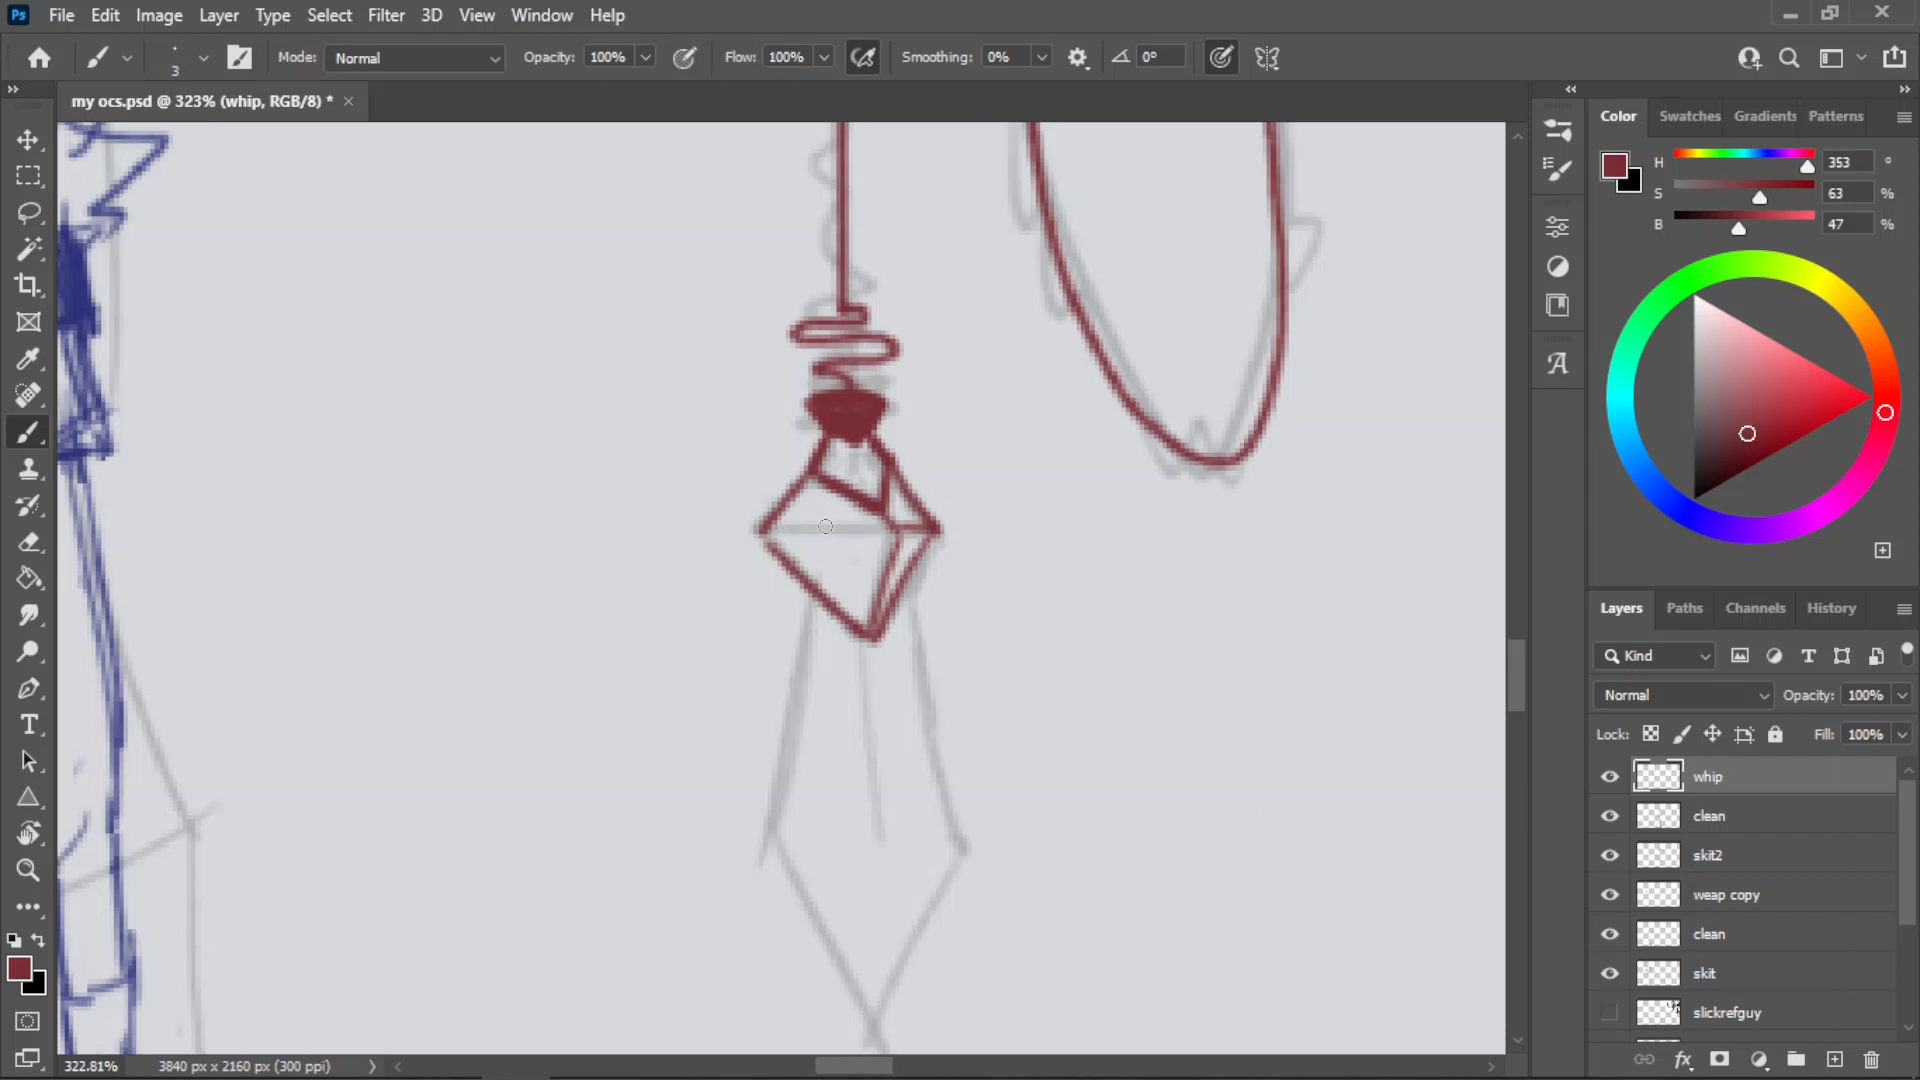 Ps File Edit Image Layer Type Select Filter 3D View Window Help
3 Mode: Normal Opacity: 100% Flow: 100% Smoothing: 0% 0°
my ocs.psd @ 323% (whip, RGB/8) *
Color Swatches Gradients Patterns
H 353 °
S 63 %
B 47 %
Layers Paths Channels History
Kind
Normal Opacity: 100%
Lock: Fill: 100%
whip
clean
skit2
weap copy
clean
skit
slickrefguy
322.81% 3840 px x 2160 px (300 ppi)